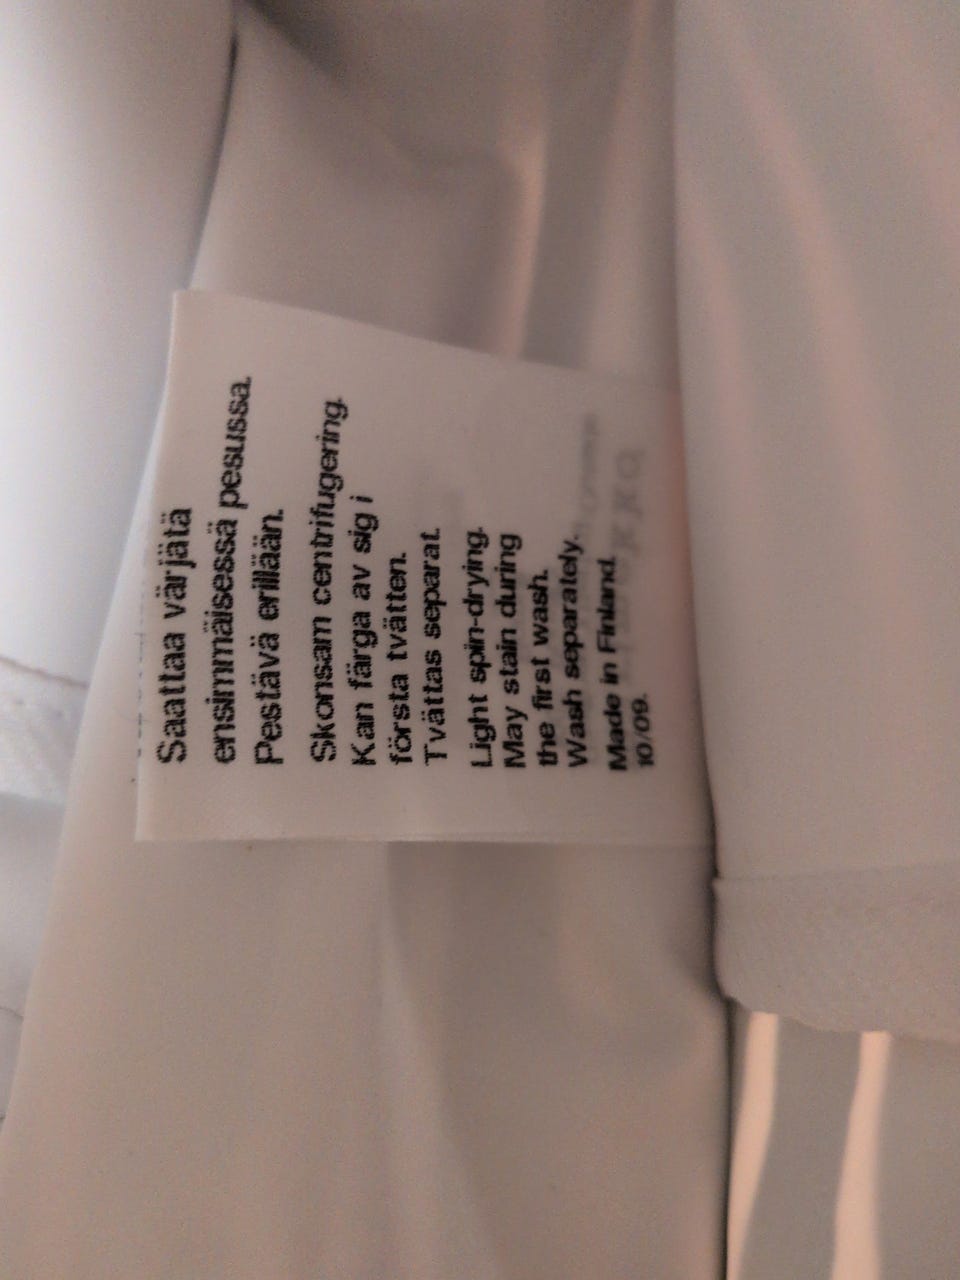 Saattaa värjätä
ensimmäisessä pesussa.
Pestävä erillään.
Skonsam centrifugering.
Kan färga av sig i
första tvätten.
Tvättas separat.
Light spin-drying.
May stain during
the first wash.
Wash separately.
Made in Finland.
10/09.